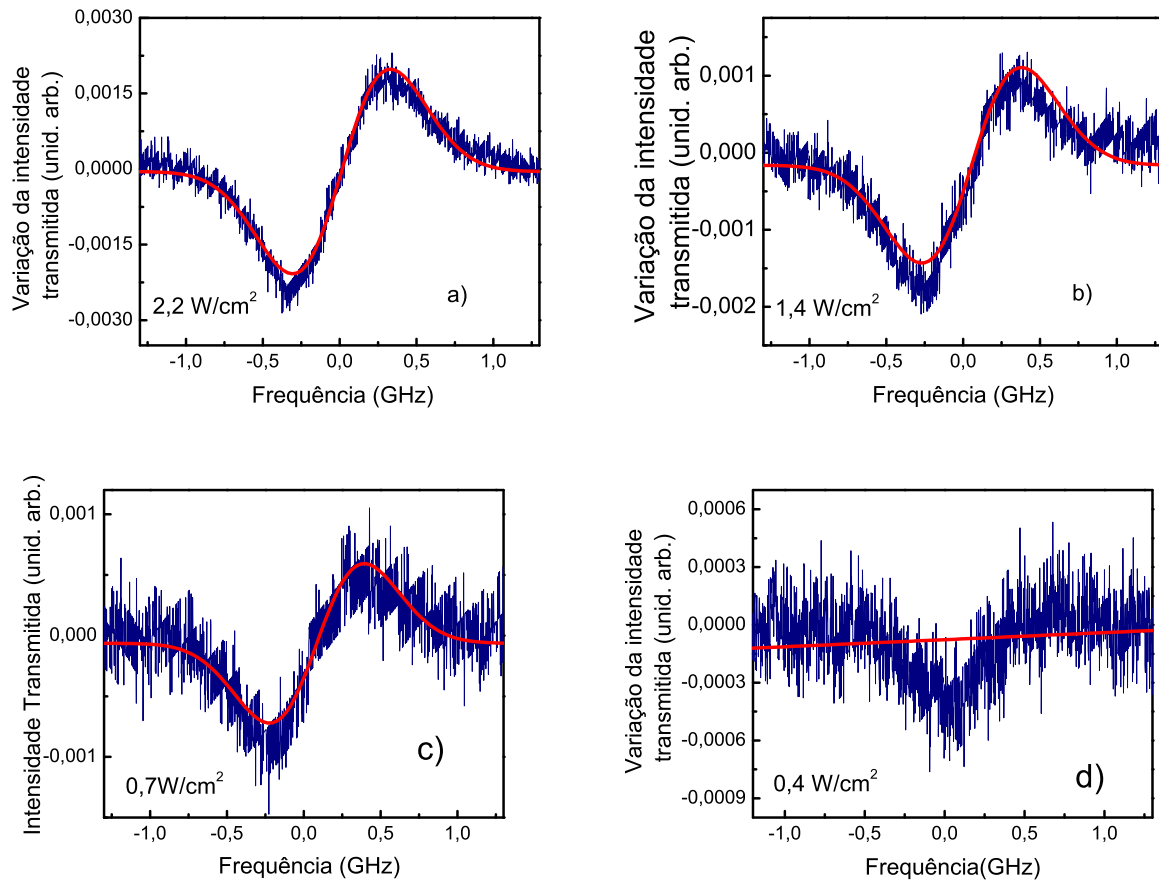 Variação da intensidade
transmitida (unid. arb.)
0,0030
0,0015
0,0000
-0,0015
-0,0030
2,2 W/cm²
a)
-1,0 -0,5 0,0 0,5 1,0
Frequência (GHz)
Variação da intensidade
transmitida (unid. arb.)
0,001
0,000
-0,001
-0,002
1,4 W/cm²
b)
-1,0 -0,5 0,0 0,5 1,0
Frequência (GHz)
Intensidade Transmitida (unid. arb.)
0,001
0,000
-0,001
0,7W/cm²
c)
-1,0 -0,5 0,0 0,5 1,0
Frequência (GHz)
Variação da intensidade
transmitida (unid. arb.)
0,0006
0,0003
0,0000
-0,0003
-0,0006
-0,0009
0,4 W/cm²
d)
-1,0 -0,5 0,0 0,5 1,0
Frequência(GHz)